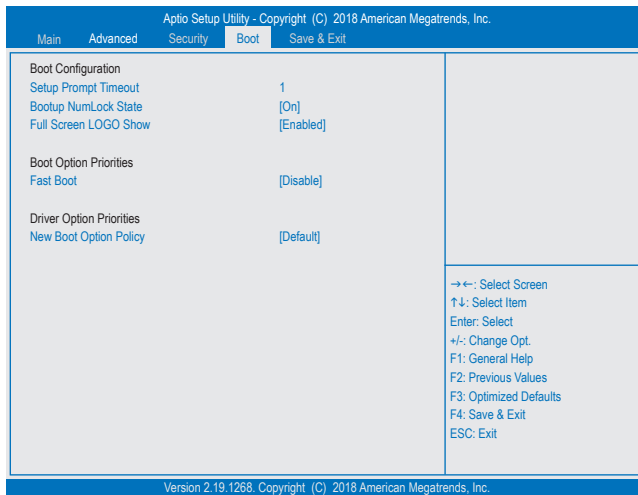 Aptio Setup Utility - Copyright (C) 2018 American Megatrends, Inc.
Main Advanced Security Boot Save & Exit
Boot Configuration
Setup Prompt Timeout 1
Bootup NumLock State [On]
Full Screen LOGO Show [Enabled]
Boot Option Priorities
Fast Boot [Disable]
Driver Option Priorities
New Boot Option Policy [Default]
→←: Select Screen
↑↓: Select Item
Enter: Select
+/-: Change Opt.
F1: General Help
F2: Previous Values
F3: Optimized Defaults
F4: Save & Exit
ESC: Exit
Version 2.19.1268. Copyright (C) 2018 American Megatrends, Inc.